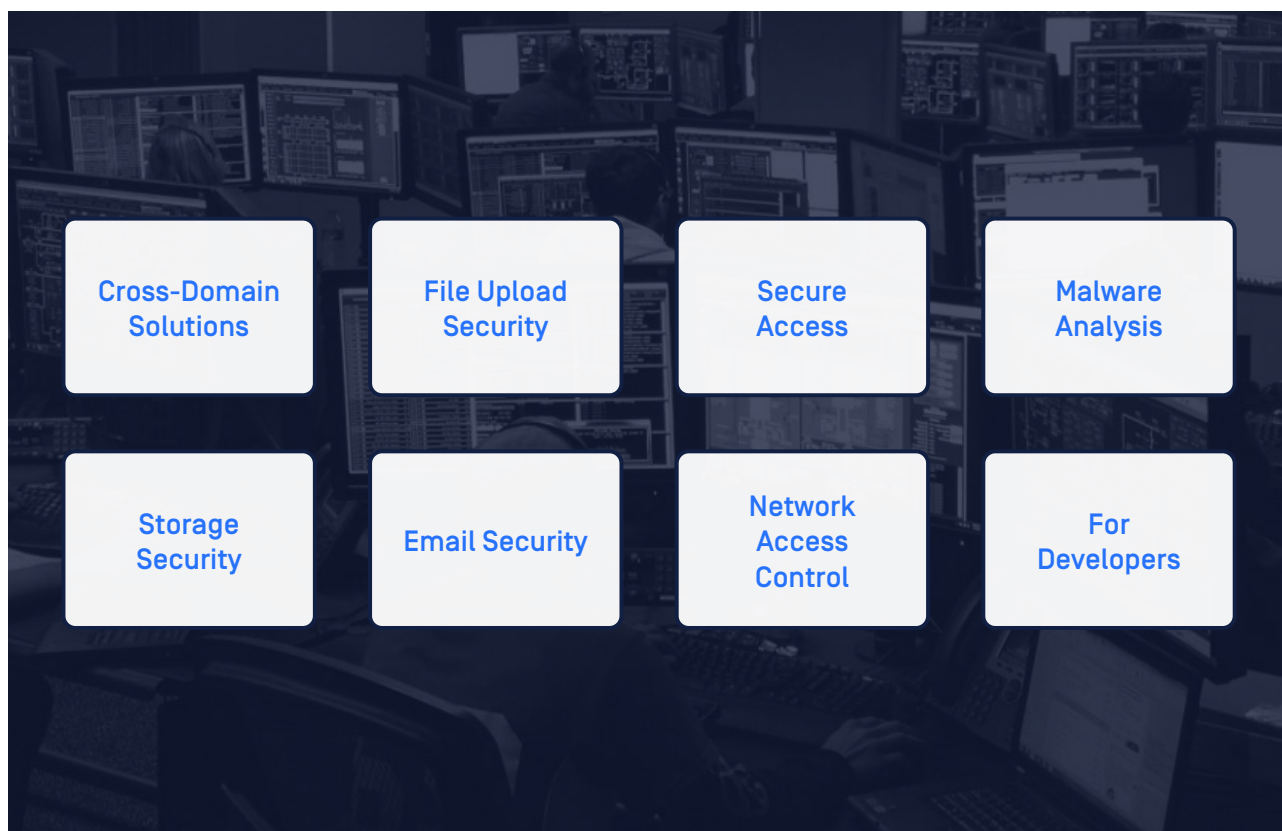 Cross-Domain
Solutions
File Upload
Security
Secure
Access
Malware
Analysis
Storage
Security
Email Security
Network
Access
Control
For
Developers